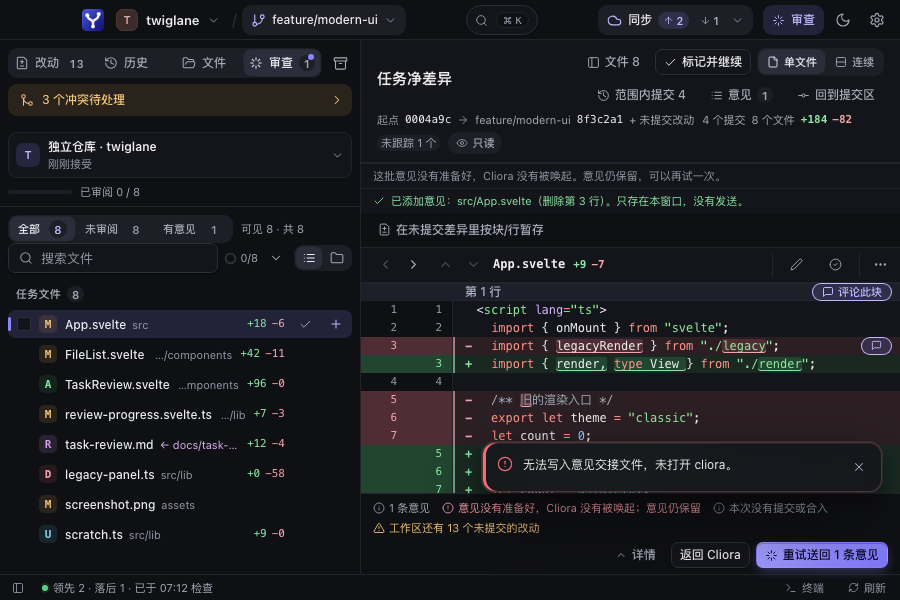 T twiglane / feature/modern-ui ⌘ K 同步 ↑ 2 ↓ 1 审查
改动 13 历史 文件 审查 1
3 个冲突待处理
T 独立仓库 · twiglane
刚刚接受
已审阅 0 / 8
全部 8 未审阅 8 有意见 1 可见 8 · 共 8
搜索文件 0/8
任务文件 8
M App.svelte src +18 −6
M FileList.svelte …/components +42 −11
A TaskReview.svelte …mponents +96 −0
M review-progress.svelte.ts …/lib +7 −3
R task-review.md ← docs/task-… +12 −4
D legacy-panel.ts src/lib +0 −58
M screenshot.png assets
U scratch.ts src/lib +9 −0
任务净差异
文件 8 标记并继续 单文件 连续
范围内提交 4 意见 1 回到提交区
起点 0004a9c → feature/modern-ui 8f3c2a1 + 未提交改动 4 个提交 8 个文件 +184 −82
未跟踪 1 个 只读
这批意见没有准备好，Cliora 没有被唤起。意见仍保留，可以再试一次。
已添加意见：src/App.svelte（删除第 3 行）。只存在本窗口，没有发送。
在未提交差异里按块/行暂存
App.svelte +9 −7
第 1 行 评论此块
1 1 <script lang="ts">
2 2 import { onMount } from "svelte";
3 − import { legacyRender } from "./legacy";
3 + import { render, type View } from "./render";
4 4
5 − /** 旧的渲染入口 */
6 − export let theme = "classic";
7 − let count = 0;
5 +
6 +
7 +
无法写入意见交接文件，未打开 cliora。
1 条意见 意见没有准备好，Cliora 没有被唤起；意见仍保留 本次没有提交或合入
工作区还有 13 个未提交的改动
详情 返回 Cliora 重试送回 1 条意见
领先 2 · 落后 1 · 已于 07:12 检查 终端 刷新